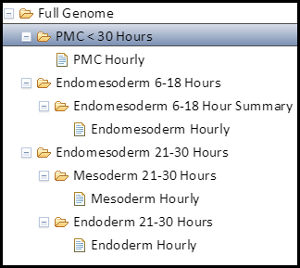 Full Genome
PMC < 30 Hours
PMC Hourly
Endomesoderm 6-18 Hours
Endomesoderm 6-18 Hour Summary
Endomesoderm Hourly
Endomesoderm 21-30 Hours
Mesoderm 21-30 Hours
Mesoderm Hourly
Endoderm 21-30 Hours
Endoderm Hourly